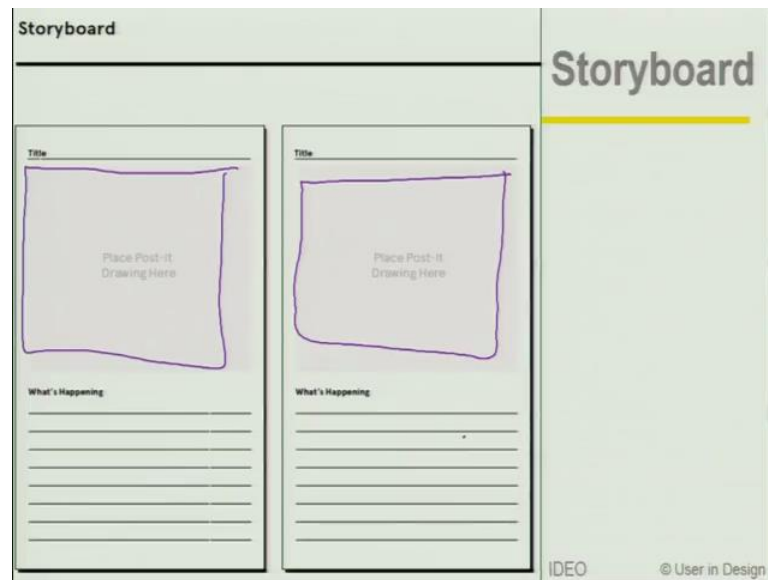 Storyboard
Storyboard
Title
Place Post-it
Drawing Here
What's Happening
Title
Place Post-it
Drawing Here
What's Happening
IDEO
© User in Design